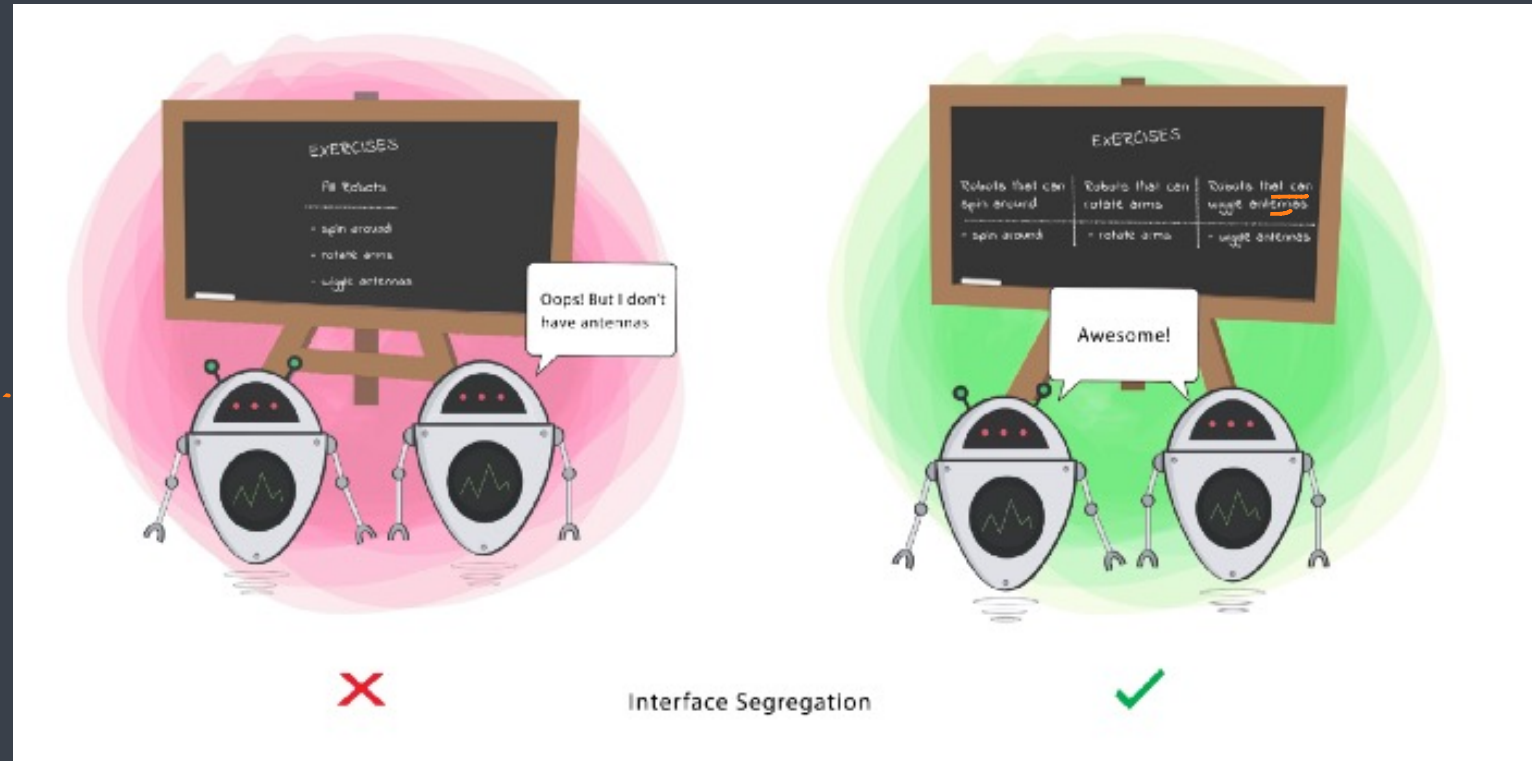 EXERCISES
All Robots
- spin around
- rotate arms
- wiggle antennas
Oops! But I don't
have antennas
EXERCISES
Robots that can
spin around
- spin around
Robots that can
rotate arms
- rotate arms
Robots that can
wiggle antennas
- wiggle antennas
Awesome!
Interface Segregation